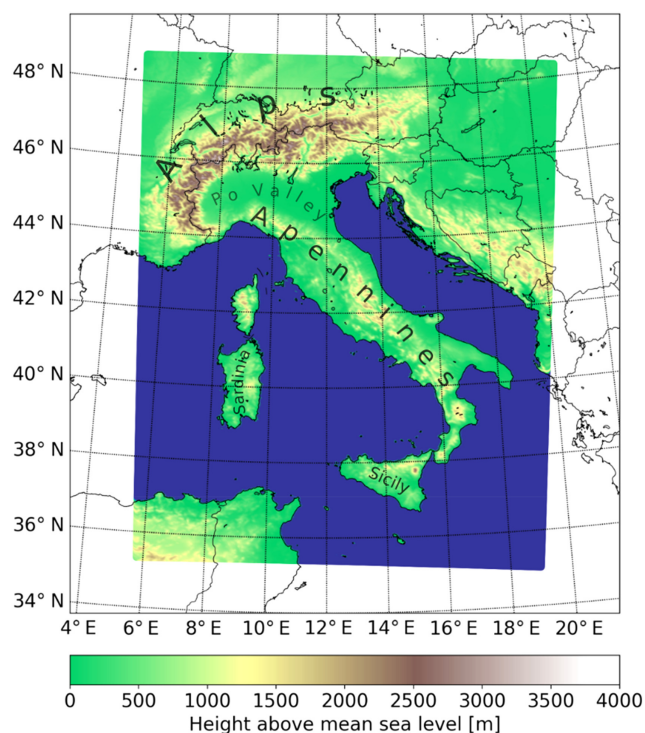 48° N
46° N
44° N
42° N
40° N
38° N
36° N
34° N
Alps
Po Valley
Apennines
Sardinia
Sicily
4° E 6° E 8° E 10° E 12° E 14° E 16° E 18° E 20° E
0 500 1000 1500 2000 2500 3000 3500 4000
Height above mean sea level [m]